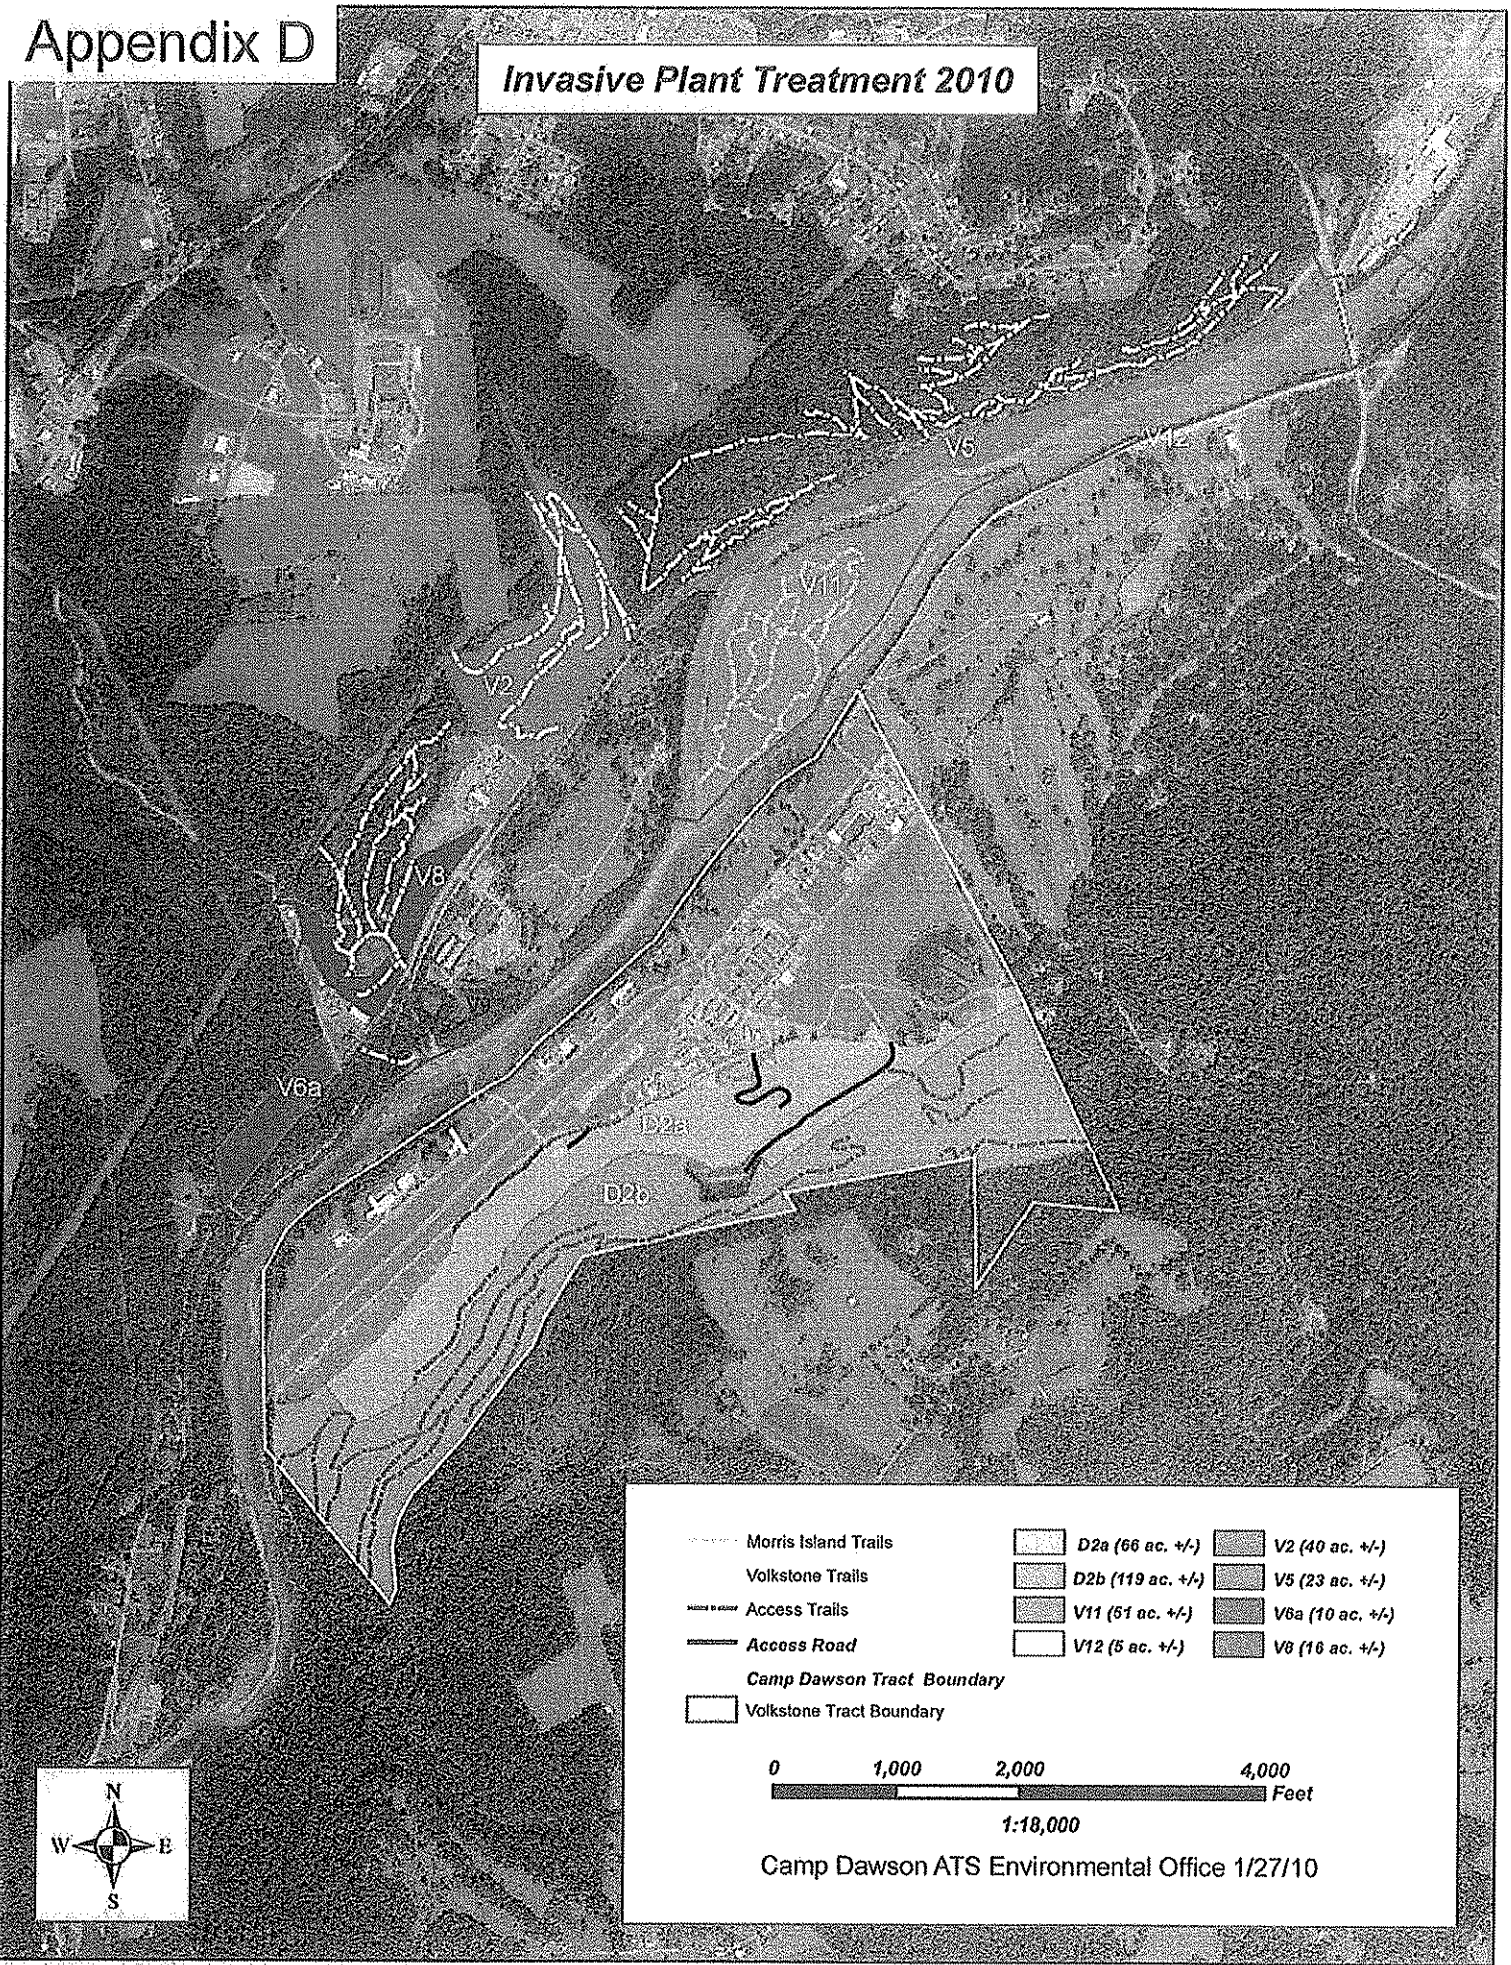 Appendix D
Invasive Plant Treatment 2010
V5
V12
V11
V2
V8
V6a
D2a
D2b
Morris Island Trails
Volkstone Trails
Access Trails
Access Road
Camp Dawson Tract Boundary
Volkstone Tract Boundary
D2a (66 ac. +/-)
D2b (119 ac. +/-)
V11 (51 ac. +/-)
V12 (5 ac. +/-)
V2 (40 ac. +/-)
V5 (23 ac. +/-)
V6a (10 ac. +/-)
V8 (16 ac. +/-)
0 1,000 2,000 4,000
Feet
1:18,000
Camp Dawson ATS Environmental Office 1/27/10
N
W E
S